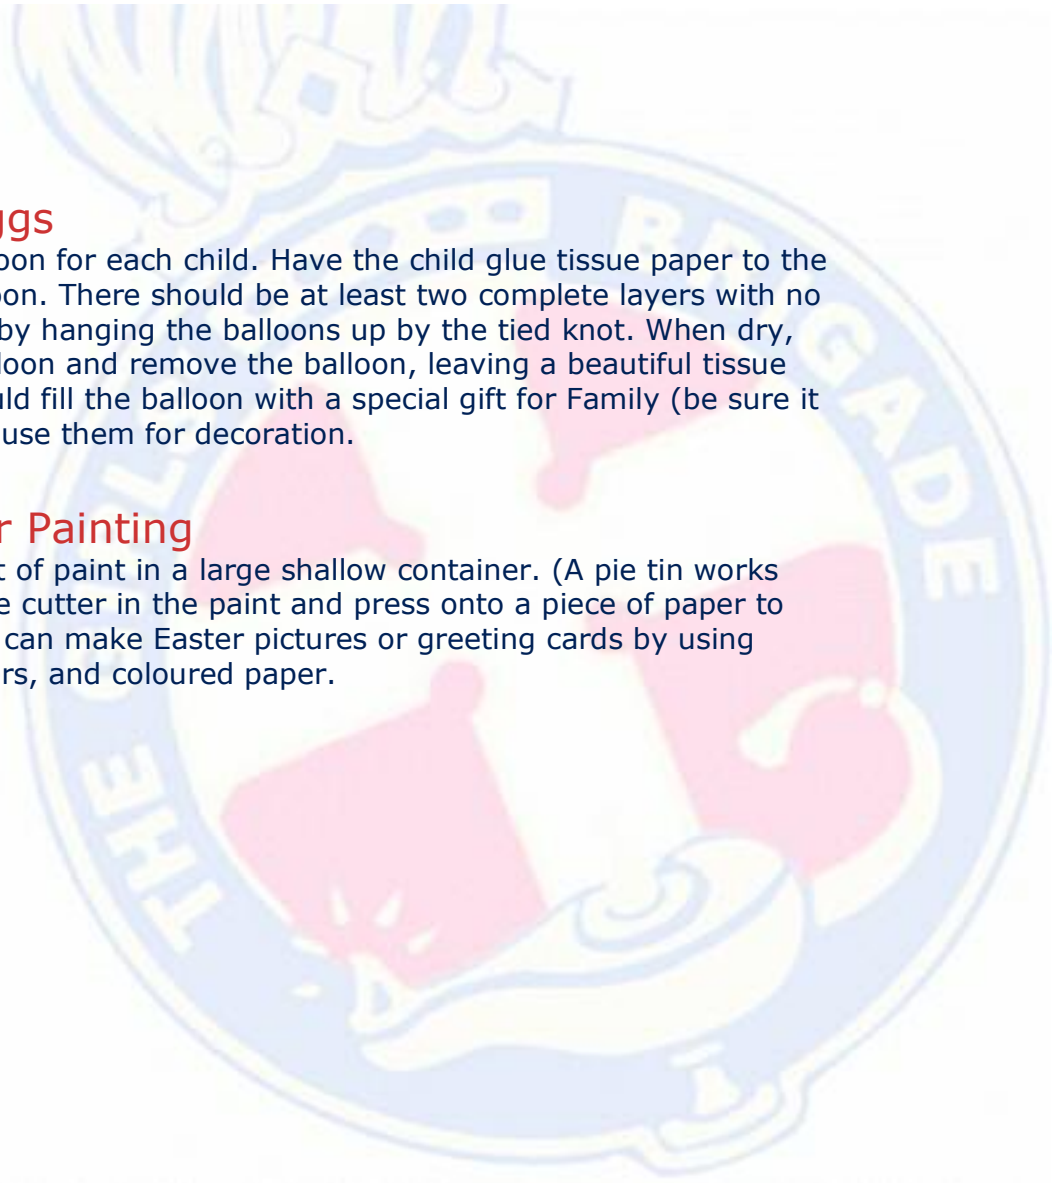 ggs
oon for each child. Have the child glue tissue paper to the
oon. There should be at least two complete layers with no
by hanging the balloons up by the tied knot. When dry,
loon and remove the balloon, leaving a beautiful tissue
uld fill the balloon with a special gift for Family (be sure it
use them for decoration.
r Painting
t of paint in a large shallow container. (A pie tin works
e cutter in the paint and press onto a piece of paper to
can make Easter pictures or greeting cards by using
rs, and coloured paper.
THE GIRLS' BRIGADE